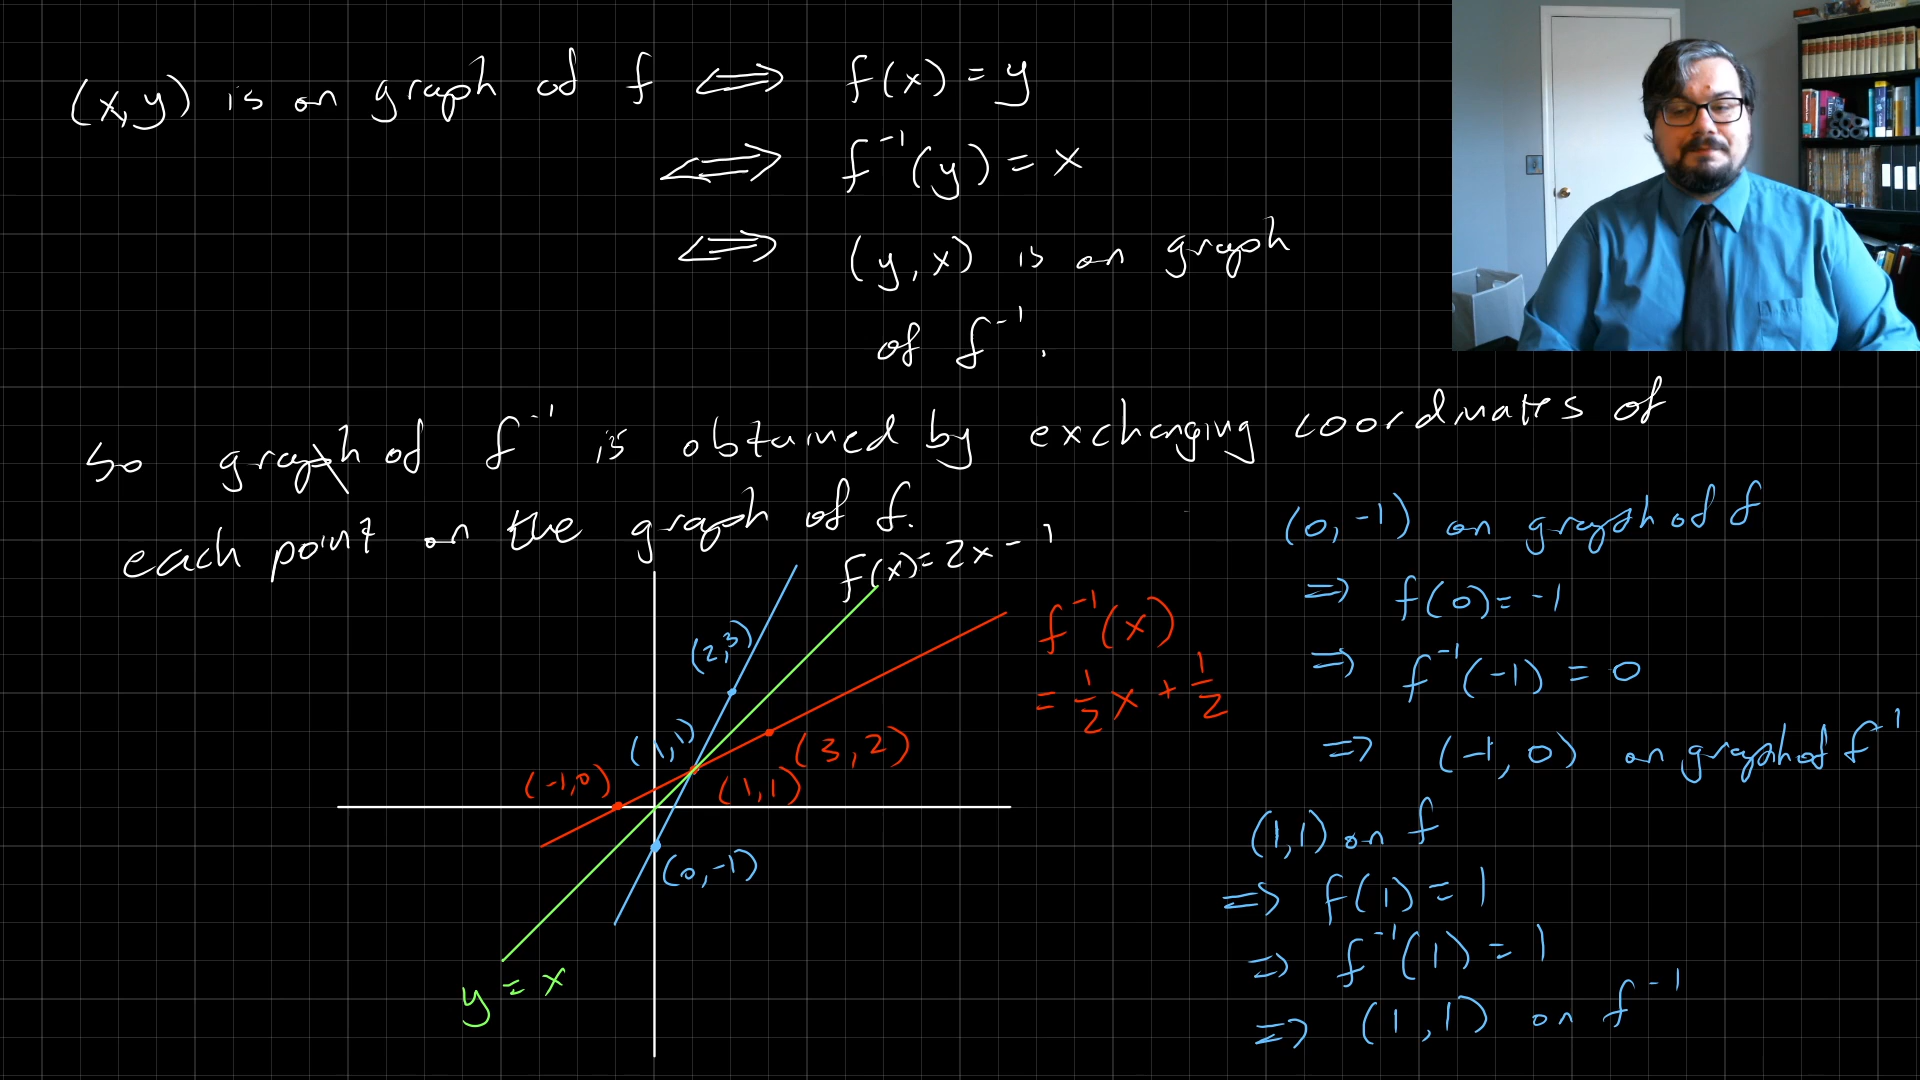 (x,y) is on graph of f ⟺ f(x) = y
⟺ f⁻¹(y) = x
⟺ (y,x) is on graph
of f⁻¹.
So graph of f⁻¹ is obtained by exchanging coordinates of
each point on the graph of f.
f(x)=2x-1
(2,3)
(1,1)
(-1,0)
(3,2)
(1,1)
(0,-1)
y = x
f⁻¹(x)
= 1/2 x + 1/2
(0,-1) on graph of f
⇒ f(0)=-1
⇒ f⁻¹(-1) = 0
⇒ (-1,0) on graph of f⁻¹
(1,1) on f
⇒ f(1) = 1
⇒ f⁻¹(1) = 1
⇒ (1,1) on f⁻¹